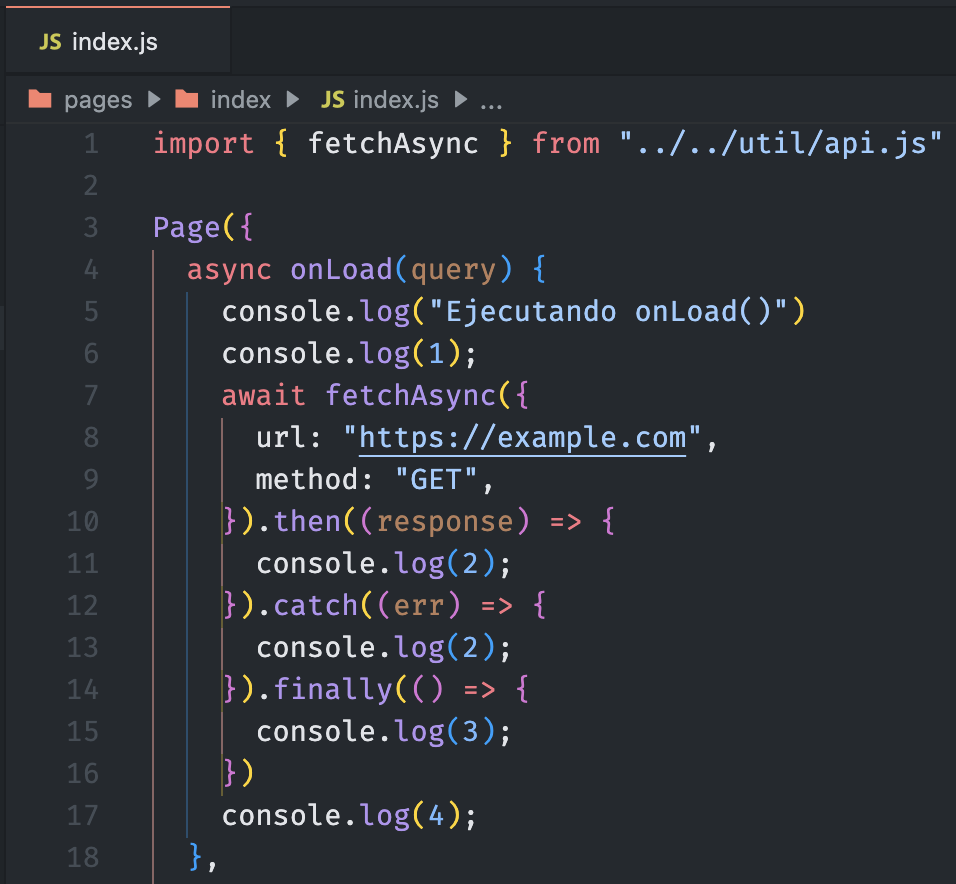 JS index.js
pages index JS index.js ...
1 import { fetchAsync } from "../../util/api.js"
2
3 Page({
4   async onLoad(query) {
5     console.log("Ejecutando onLoad()")
6     console.log(1);
7     await fetchAsync({
8       url: "https://example.com",
9       method: "GET",
10     }).then((response) => {
11       console.log(2);
12     }).catch((err) => {
13       console.log(2);
14     }).finally(() => {
15       console.log(3);
16     })
17     console.log(4);
18   },